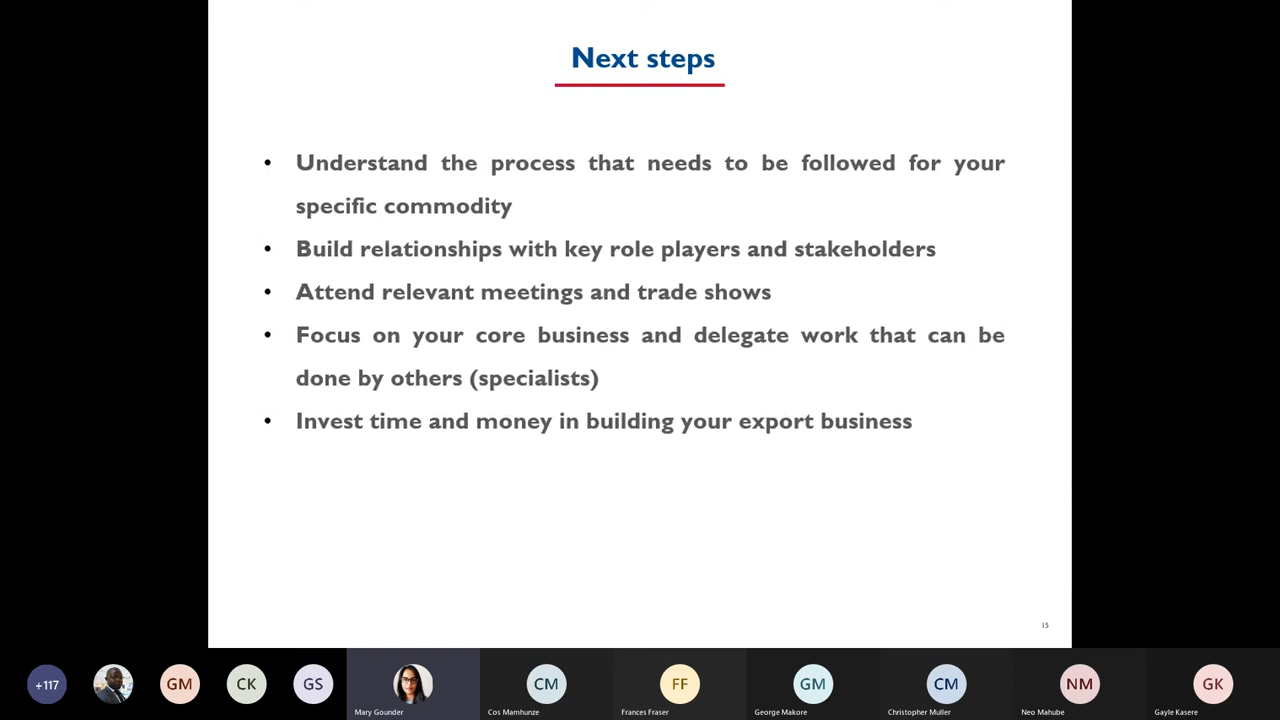 Next steps
• Understand the process that needs to be followed for your
specific commodity
• Build relationships with key role players and stakeholders
• Attend relevant meetings and trade shows
• Focus on your core business and delegate work that can be
done by others (specialists)
• Invest time and money in building your export business
15
+117
GM
CK
GS
CM
FF
GM
CM
NM
GK
Mary Gounder
Cos Mamhunze
Frances Fraser
George Makore
Christopher Muller
Neo Mahube
Gayle Kasere